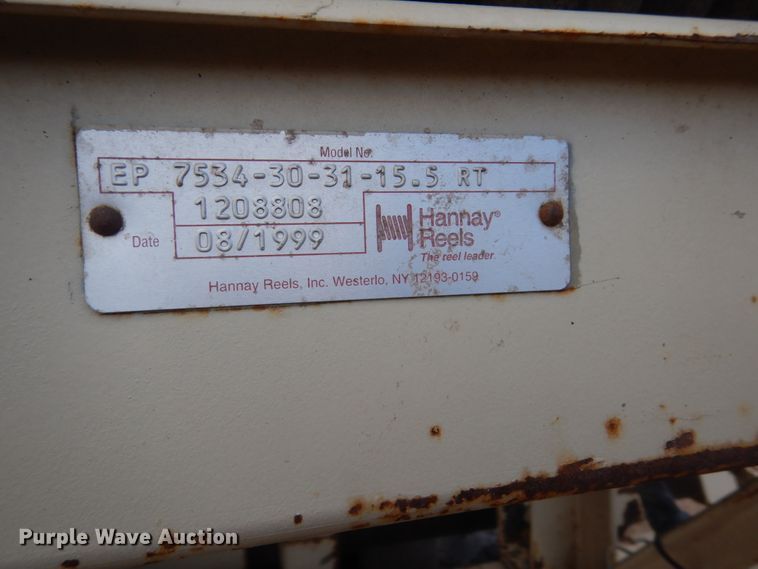 Model No.
EP 7534-30-31-15.5 RT
1208808
Date 08/1999
Hannay®
Reels
The reel leader
Hannay Reels, Inc. Westerlo, NY 12193-0159
Purple Wave Auction